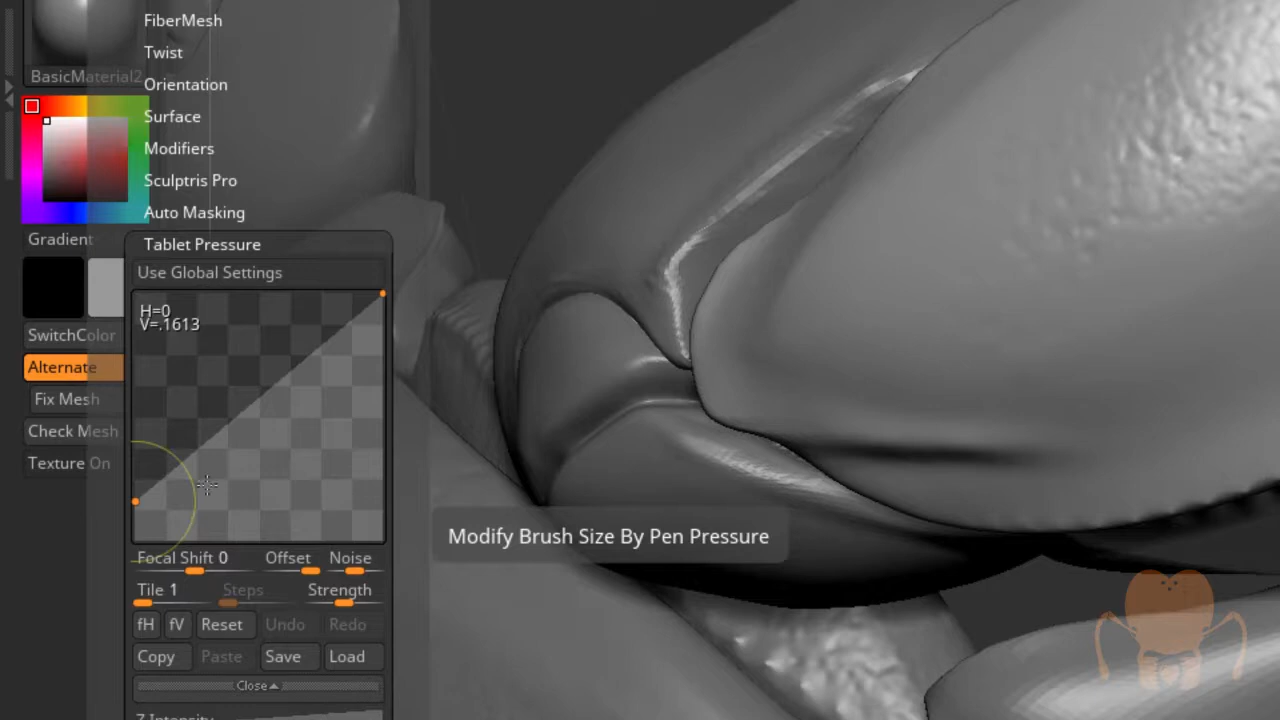 FiberMesh
Twist
BasicMaterial2
Orientation
Surface
Modifiers
Sculptris Pro
Auto Masking
Gradient
Tablet Pressure
Use Global Settings
H=0
V=.1613
SwitchColor
Alternate
Fix Mesh
Check Mesh
Texture On
Modify Brush Size By Pen Pressure
Focal Shift 0 Offset Noise
Tile 1 Steps Strength
fH fV Reset Undo Redo
Copy Paste Save Load
Close
Z Intensity